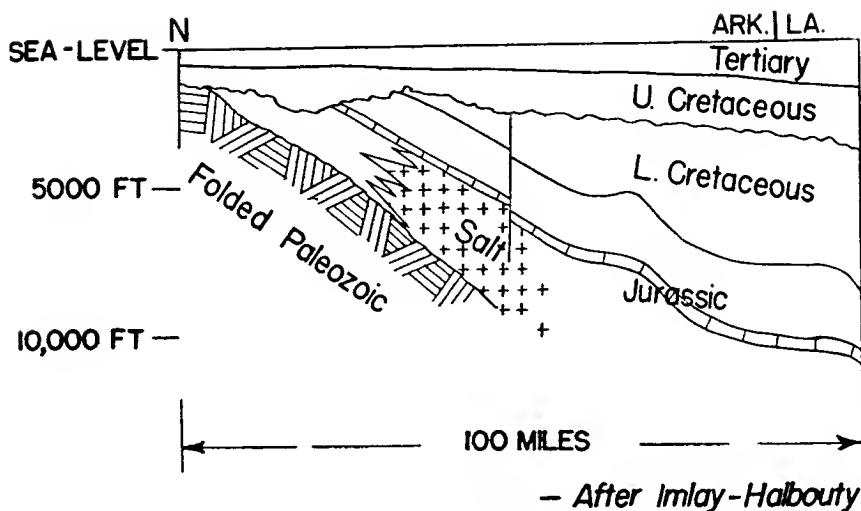 N
ARK. | LA.
SEA-LEVEL
Tertiary
U. Cretaceous
5000 FT
L. Cretaceous
Folded Paleozoic
Salt
Jurassic
10,000 FT
100 MILES
- After Imlay-Halbouty